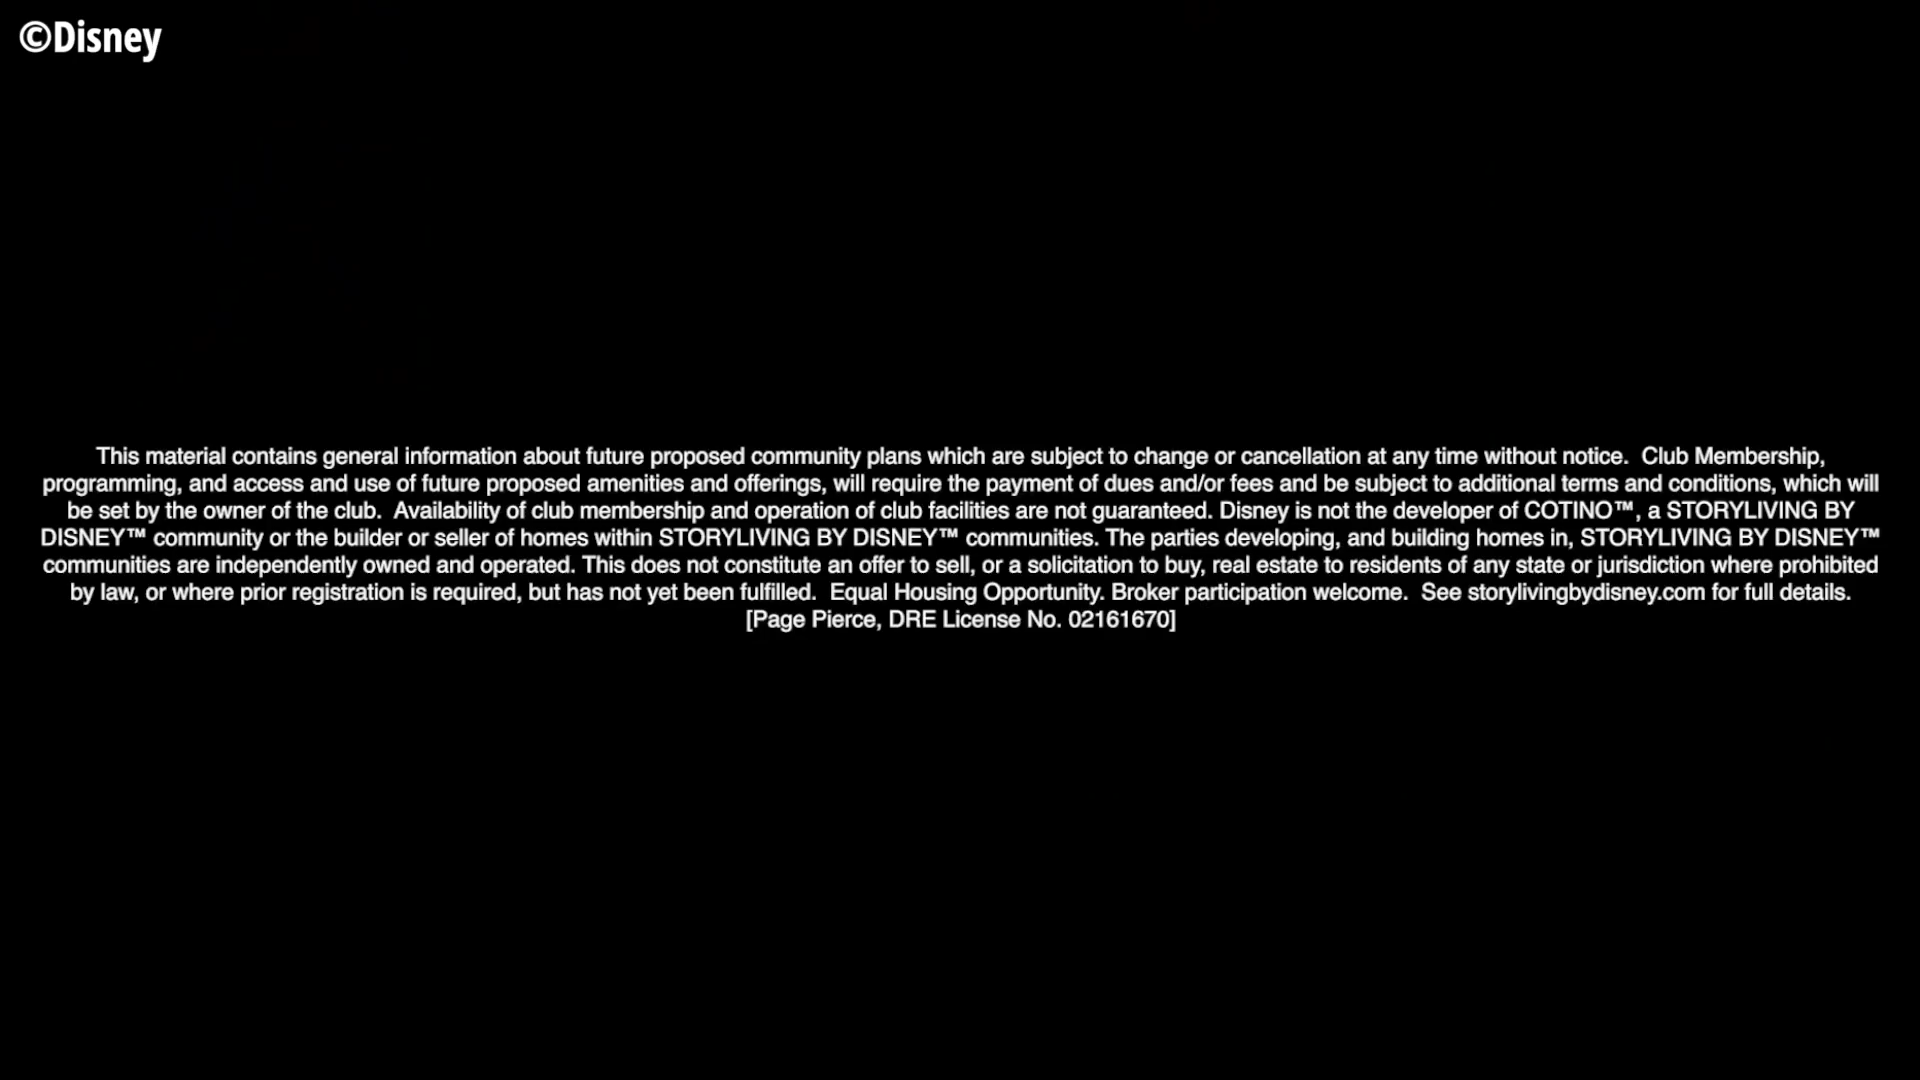 ©Disney
This material contains general information about future proposed community plans which are subject to change or cancellation at any time without notice.  Club Membership,
programming, and access and use of future proposed amenities and offerings, will require the payment of dues and/or fees and be subject to additional terms and conditions, which will
be set by the owner of the club.  Availability of club membership and operation of club facilities are not guaranteed. Disney is not the developer of COTINO™, a STORYLIVING BY
DISNEY™ community or the builder or seller of homes within STORYLIVING BY DISNEY™ communities. The parties developing, and building homes in, STORYLIVING BY DISNEY™
communities are independently owned and operated. This does not constitute an offer to sell, or a solicitation to buy, real estate to residents of any state or jurisdiction where prohibited
by law, or where prior registration is required, but has not yet been fulfilled.  Equal Housing Opportunity. Broker participation welcome.  See storylivingbydisney.com for full details.
[Page Pierce, DRE License No. 02161670]